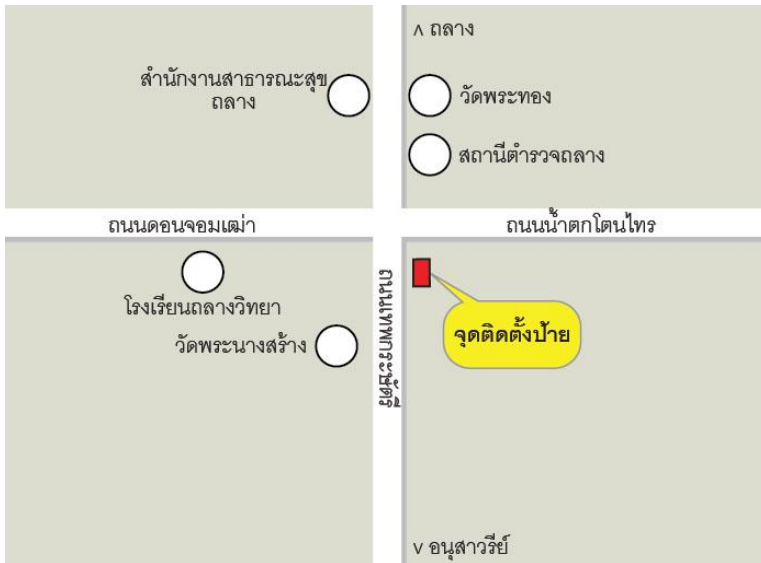 ^ ถลาง
สำนักงานสาธารณะสุข
ถลาง
วัดพระทอง
สถานีตำรวจถลาง
ถนนดอนจอมเฒ่า
ถนนน้ำตกโตนไทร
โรงเรียนถลางวิทยา
วัดพระนางสร้าง
ถนนเทพกระษัตรี
จุดติดตั้งป้าย
v อนุสาวรีย์